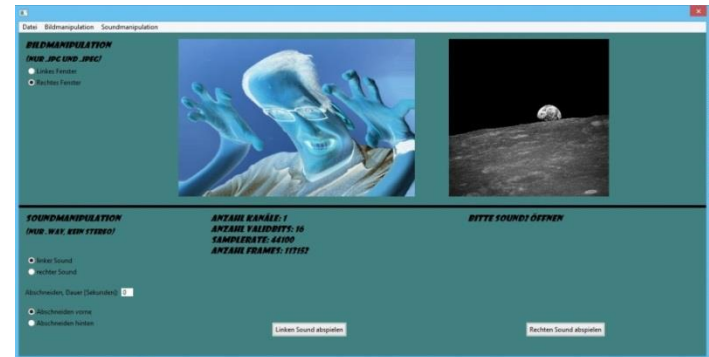 Datei Bildmanipulation Soundmanipulation
BILDMANIPULATION
(NUR .JPG UND .JPEG)
Linkes Fenster
Rechtes Fenster
SOUNDMANIPULATION
(NUR .WAV, KEIN STEREO)
linker Sound
rechter Sound
Abschneiden, Dauer (Sekunden): 0
Abschneiden vorne
Abschneiden hinten
ANZAHL KANÄLE: 1
ANZAHL VALIDBITS: 16
SAMPLERATE: 44100
ANZAHL FRAMES: 117152
Linken Sound abspielen
BITTE SOUND2 ÖFFNEN
Rechten Sound abspielen